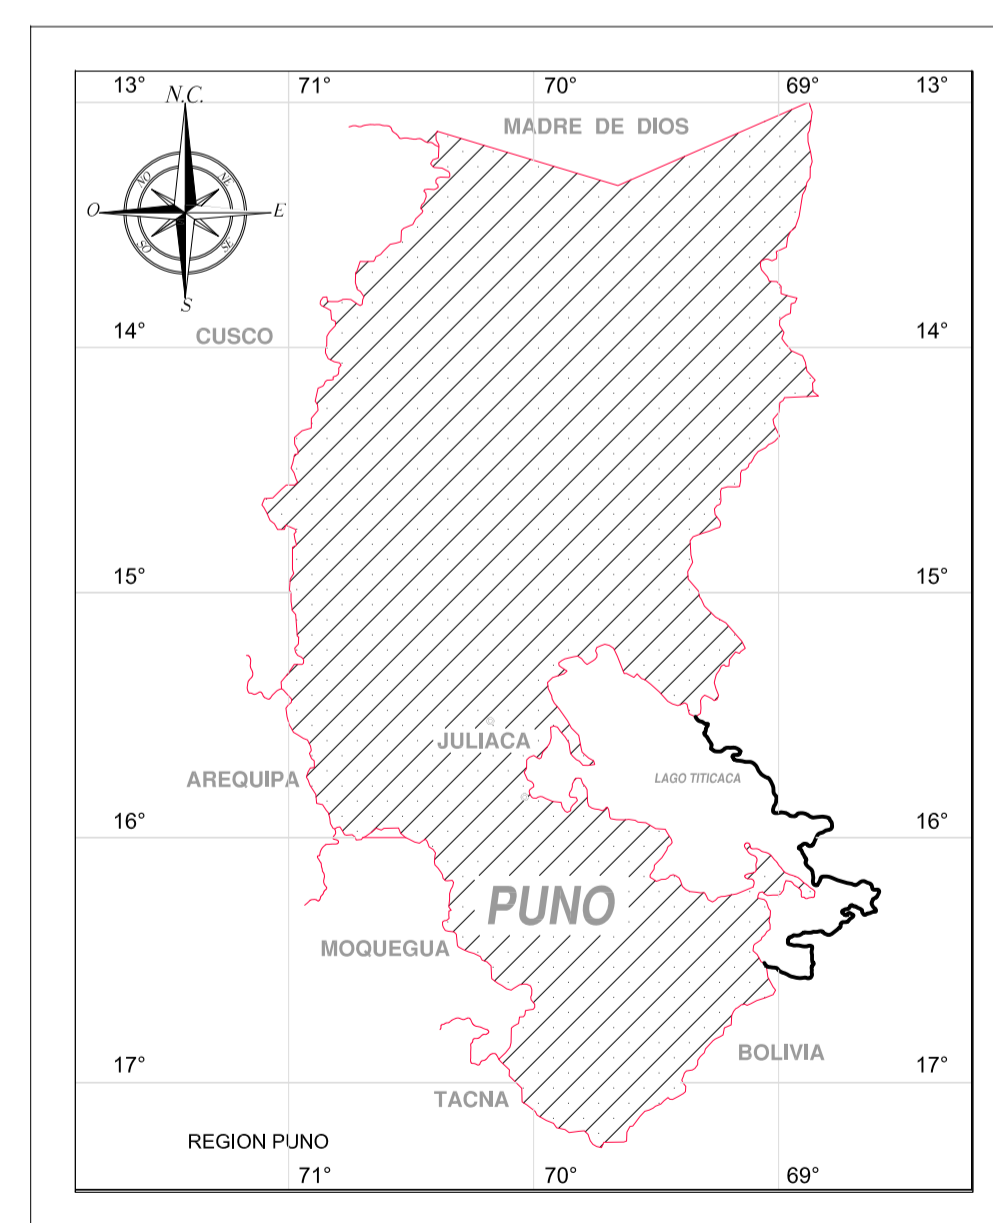 13° 71° 70° 69° 13°
N.C.
MADRE DE DIOS
NO NE
O E
SO SE
S
14° 14°
CUSCO
15° 15°
JULIACA
AREQUIPA
LAGO TITICACA
16° 16°
PUNO
MOQUEGUA
BOLIVIA
17° 17°
TACNA
REGION PUNO
71° 70° 69°